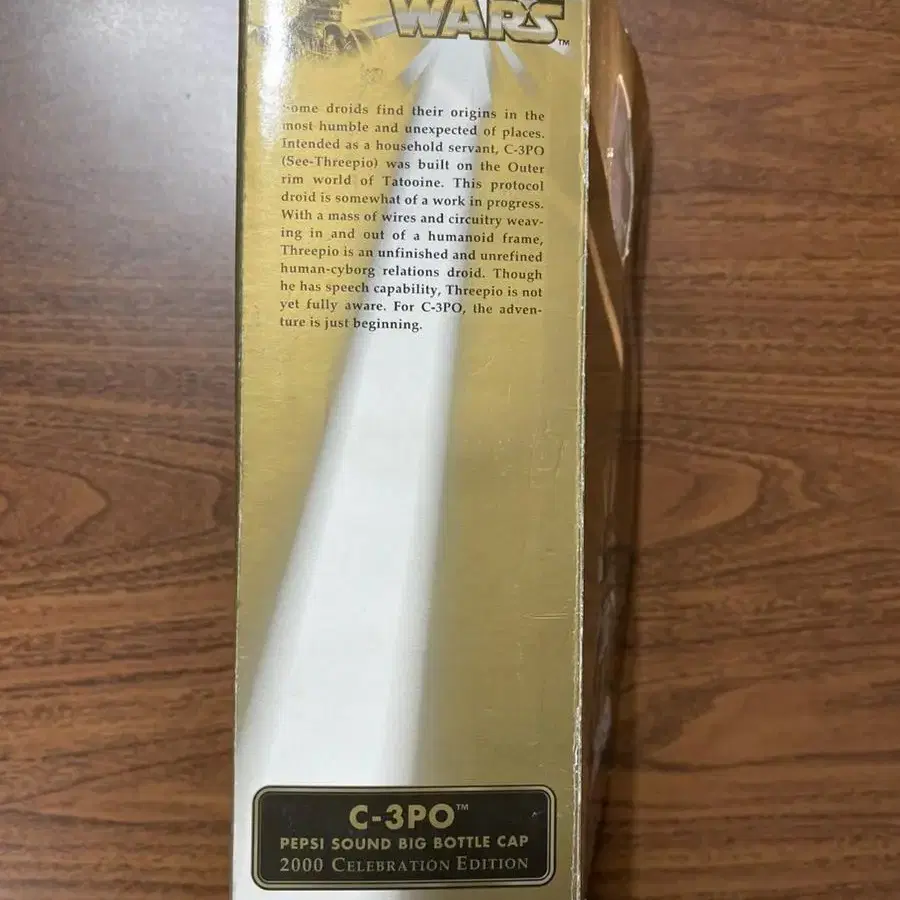 WARS™
Some droids find their origins in the
most humble and unexpected of places.
Intended as a household servant, C-3PO
(See-Threepio) was built on the Outer
rim world of Tatooine. This protocol
droid is somewhat of a work in progress.
With a mass of wires and circuitry weav-
ing in and out of a humanoid frame,
Threepio is an unfinished and unrefined
human-cyborg relations droid. Though
he has speech capability, Threepio is not
yet fully aware. For C-3PO, the adven-
ture is just beginning.
C-3PO™
PEPSI SOUND BIG BOTTLE CAP
2000 CELEBRATION EDITION